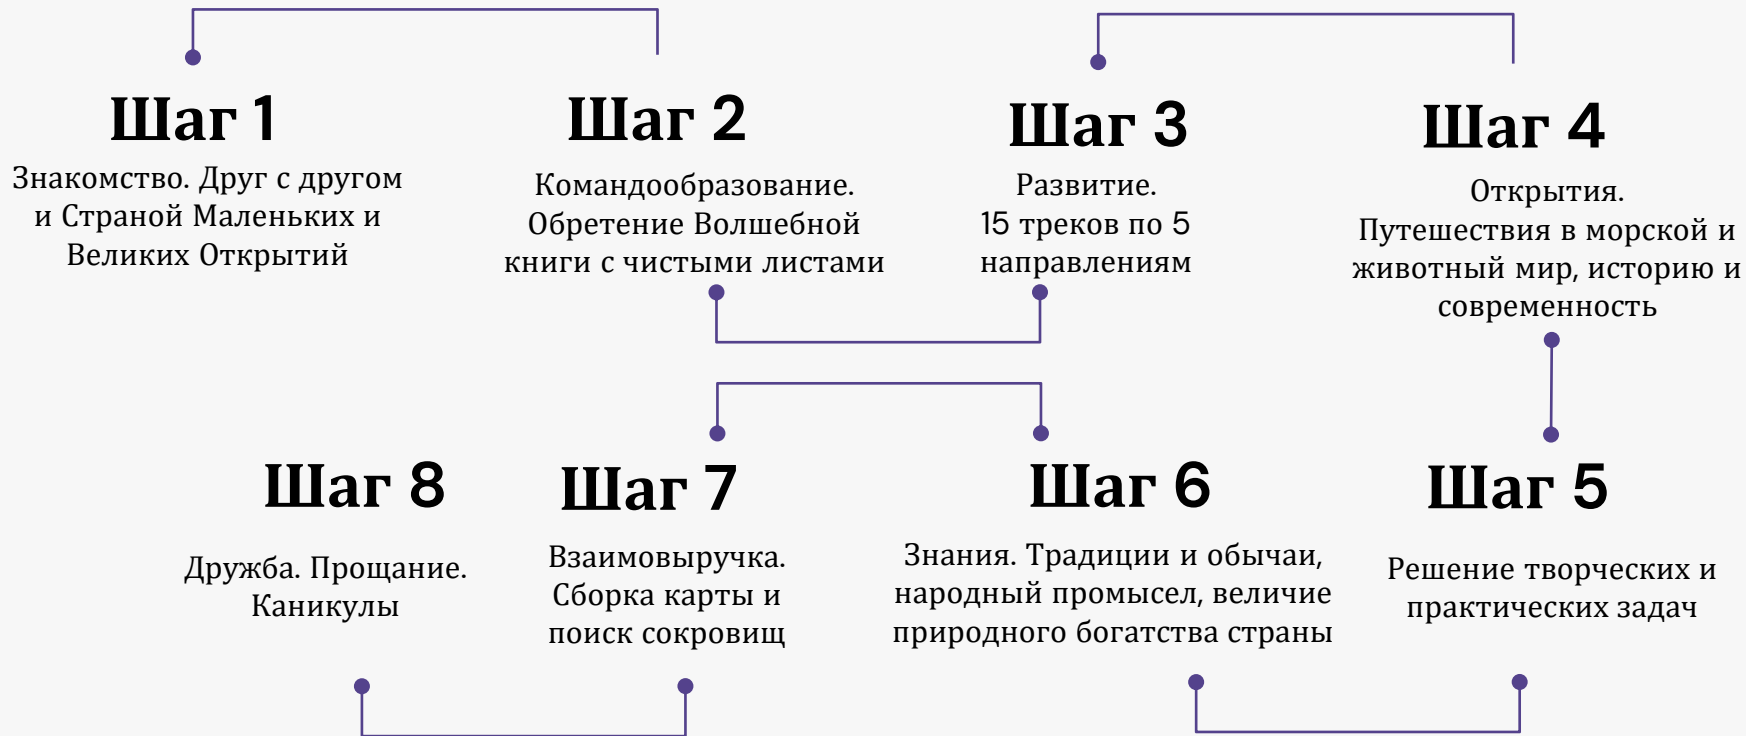 Шаг 1
Знакомство. Друг с другом
и Страной Маленьких и
Великих Открытий
Шаг 2
Командообразование.
Обретение Волшебной
книги с чистыми листами
Шаг 3
Развитие.
15 треков по 5
направлениям
Шаг 4
Открытия.
Путешествия в морской и
животный мир, историю и
современность
Шаг 8
Дружба. Прощание.
Каникулы
Шаг 7
Взаимовыручка.
Сборка карты и
поиск сокровищ
Шаг 6
Знания. Традиции и обычаи,
народный промысел, величие
природного богатства страны
Шаг 5
Решение творческих и
практических задач